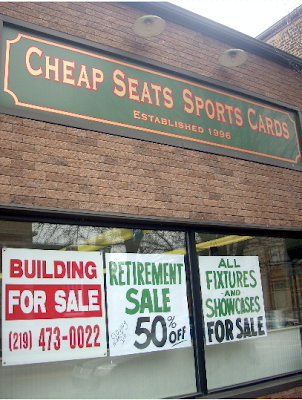 CHEAP SEATS SPORTS CARDS
ESTABLISHED 1996
BUILDING
FOR SALE
(219) 473-0022
RETIREMENT
SALE
50% OFF
ALL
FIXTURES
-AND-
SHOWCASES
FOR SALE